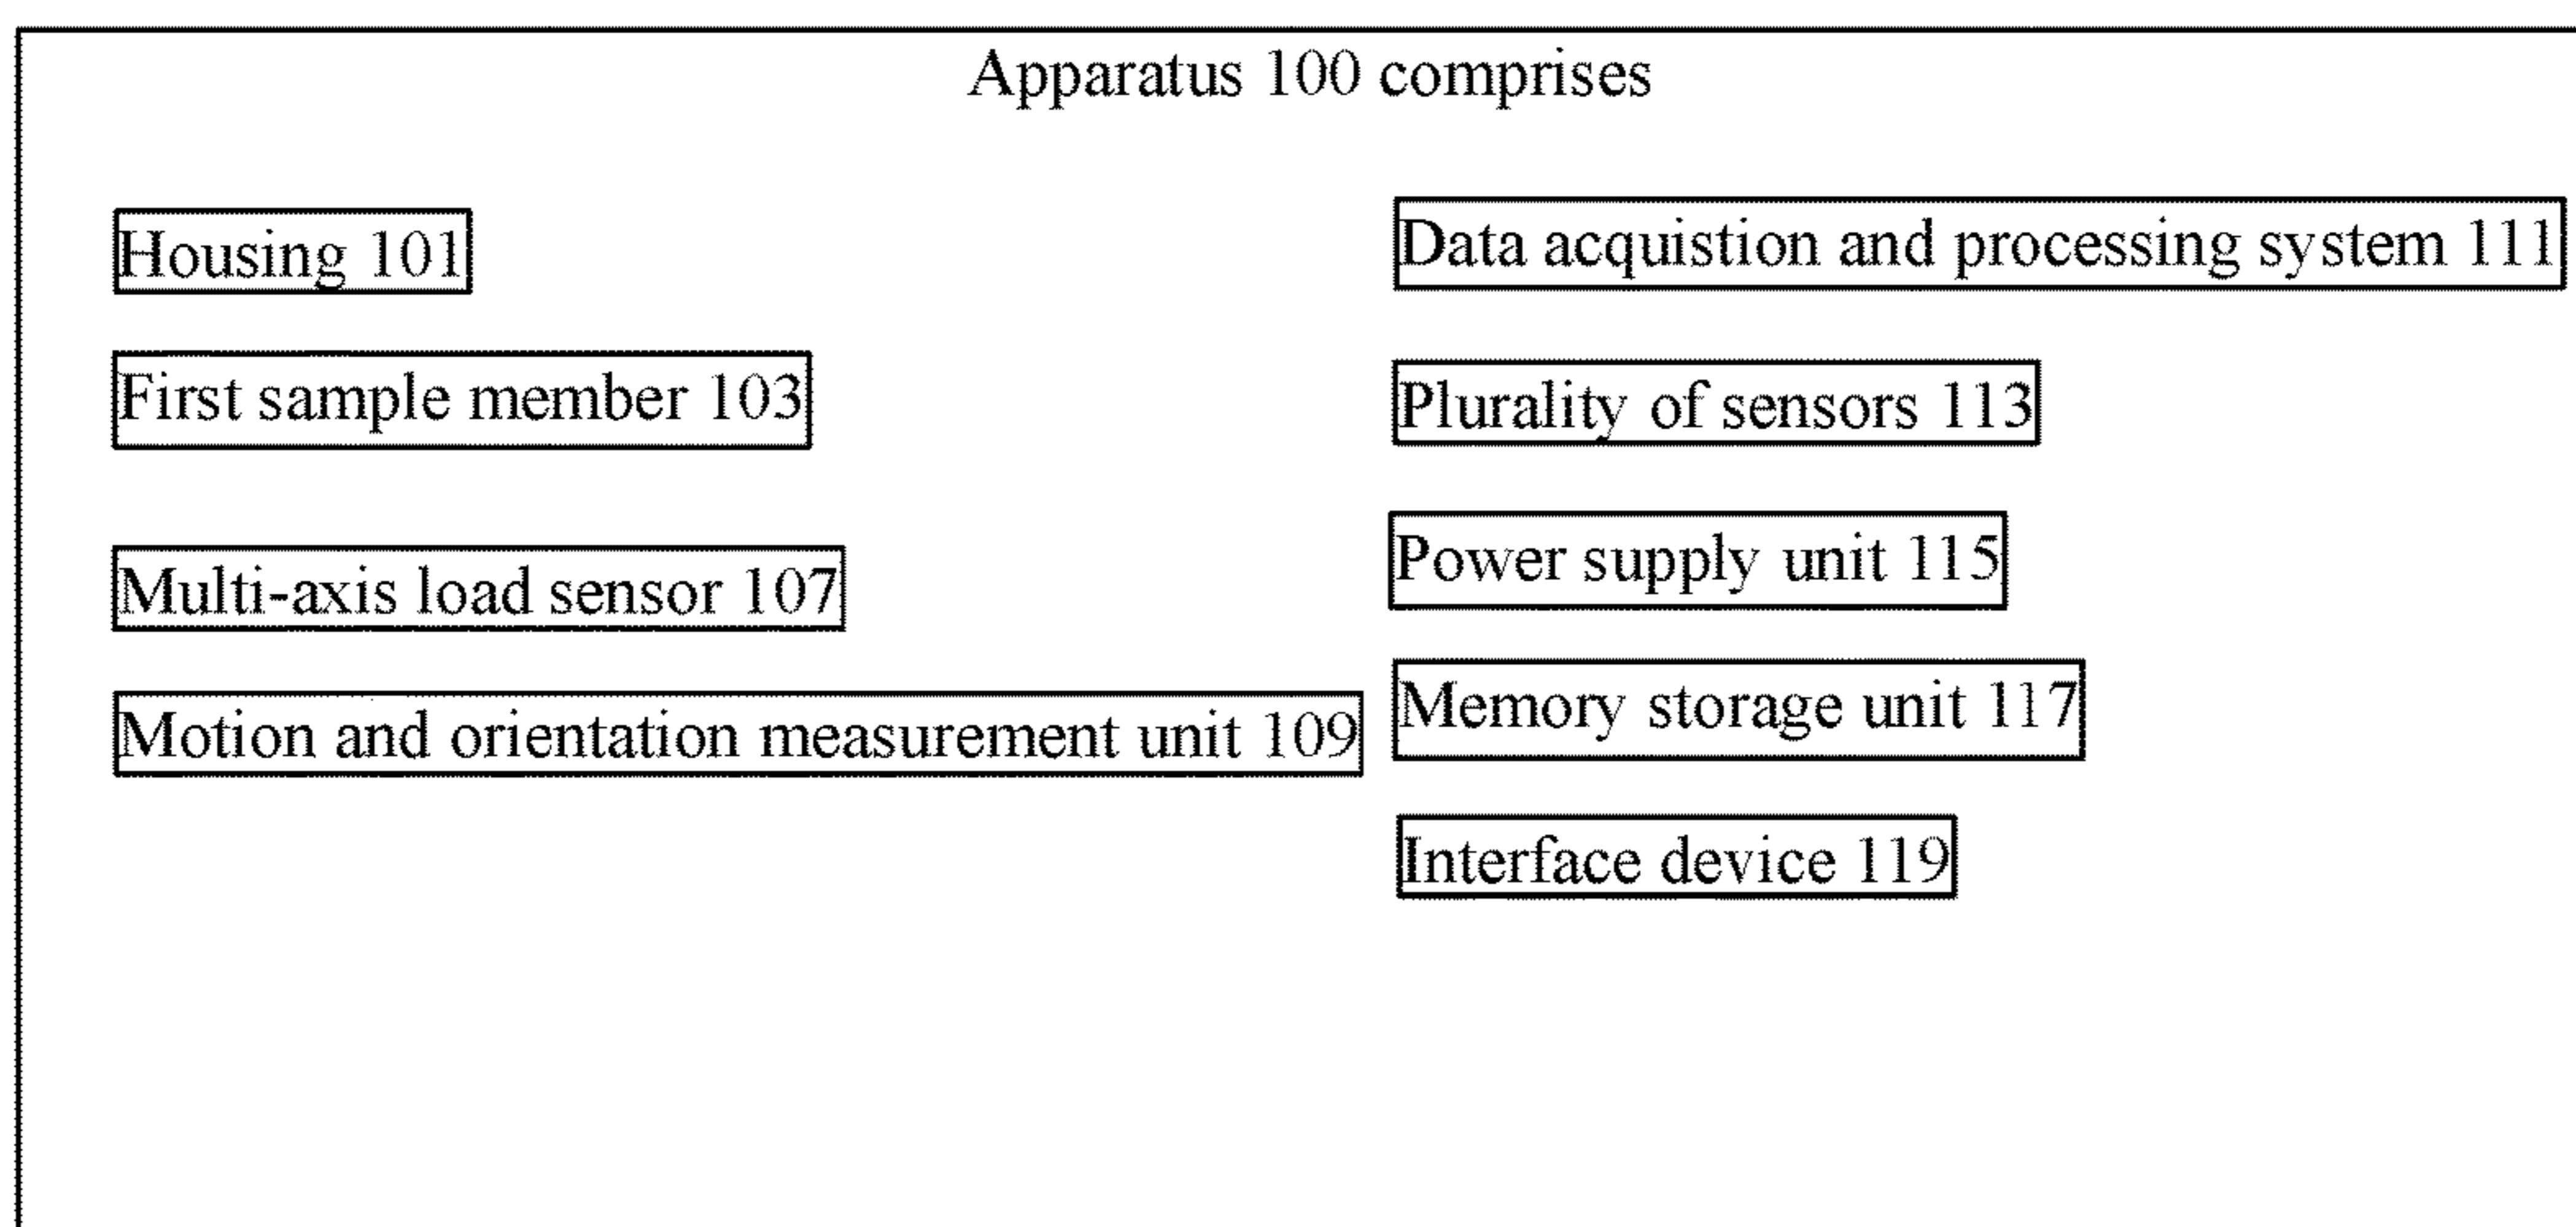 Apparatus 100 comprises
Housing 101
First sample member 103
Multi-axis load sensor 107
Motion and orientation measurement unit 109
Data acquistion and processing system 111
Plurality of sensors 113
Power supply unit 115
Memory storage unit 117
Interface device 119